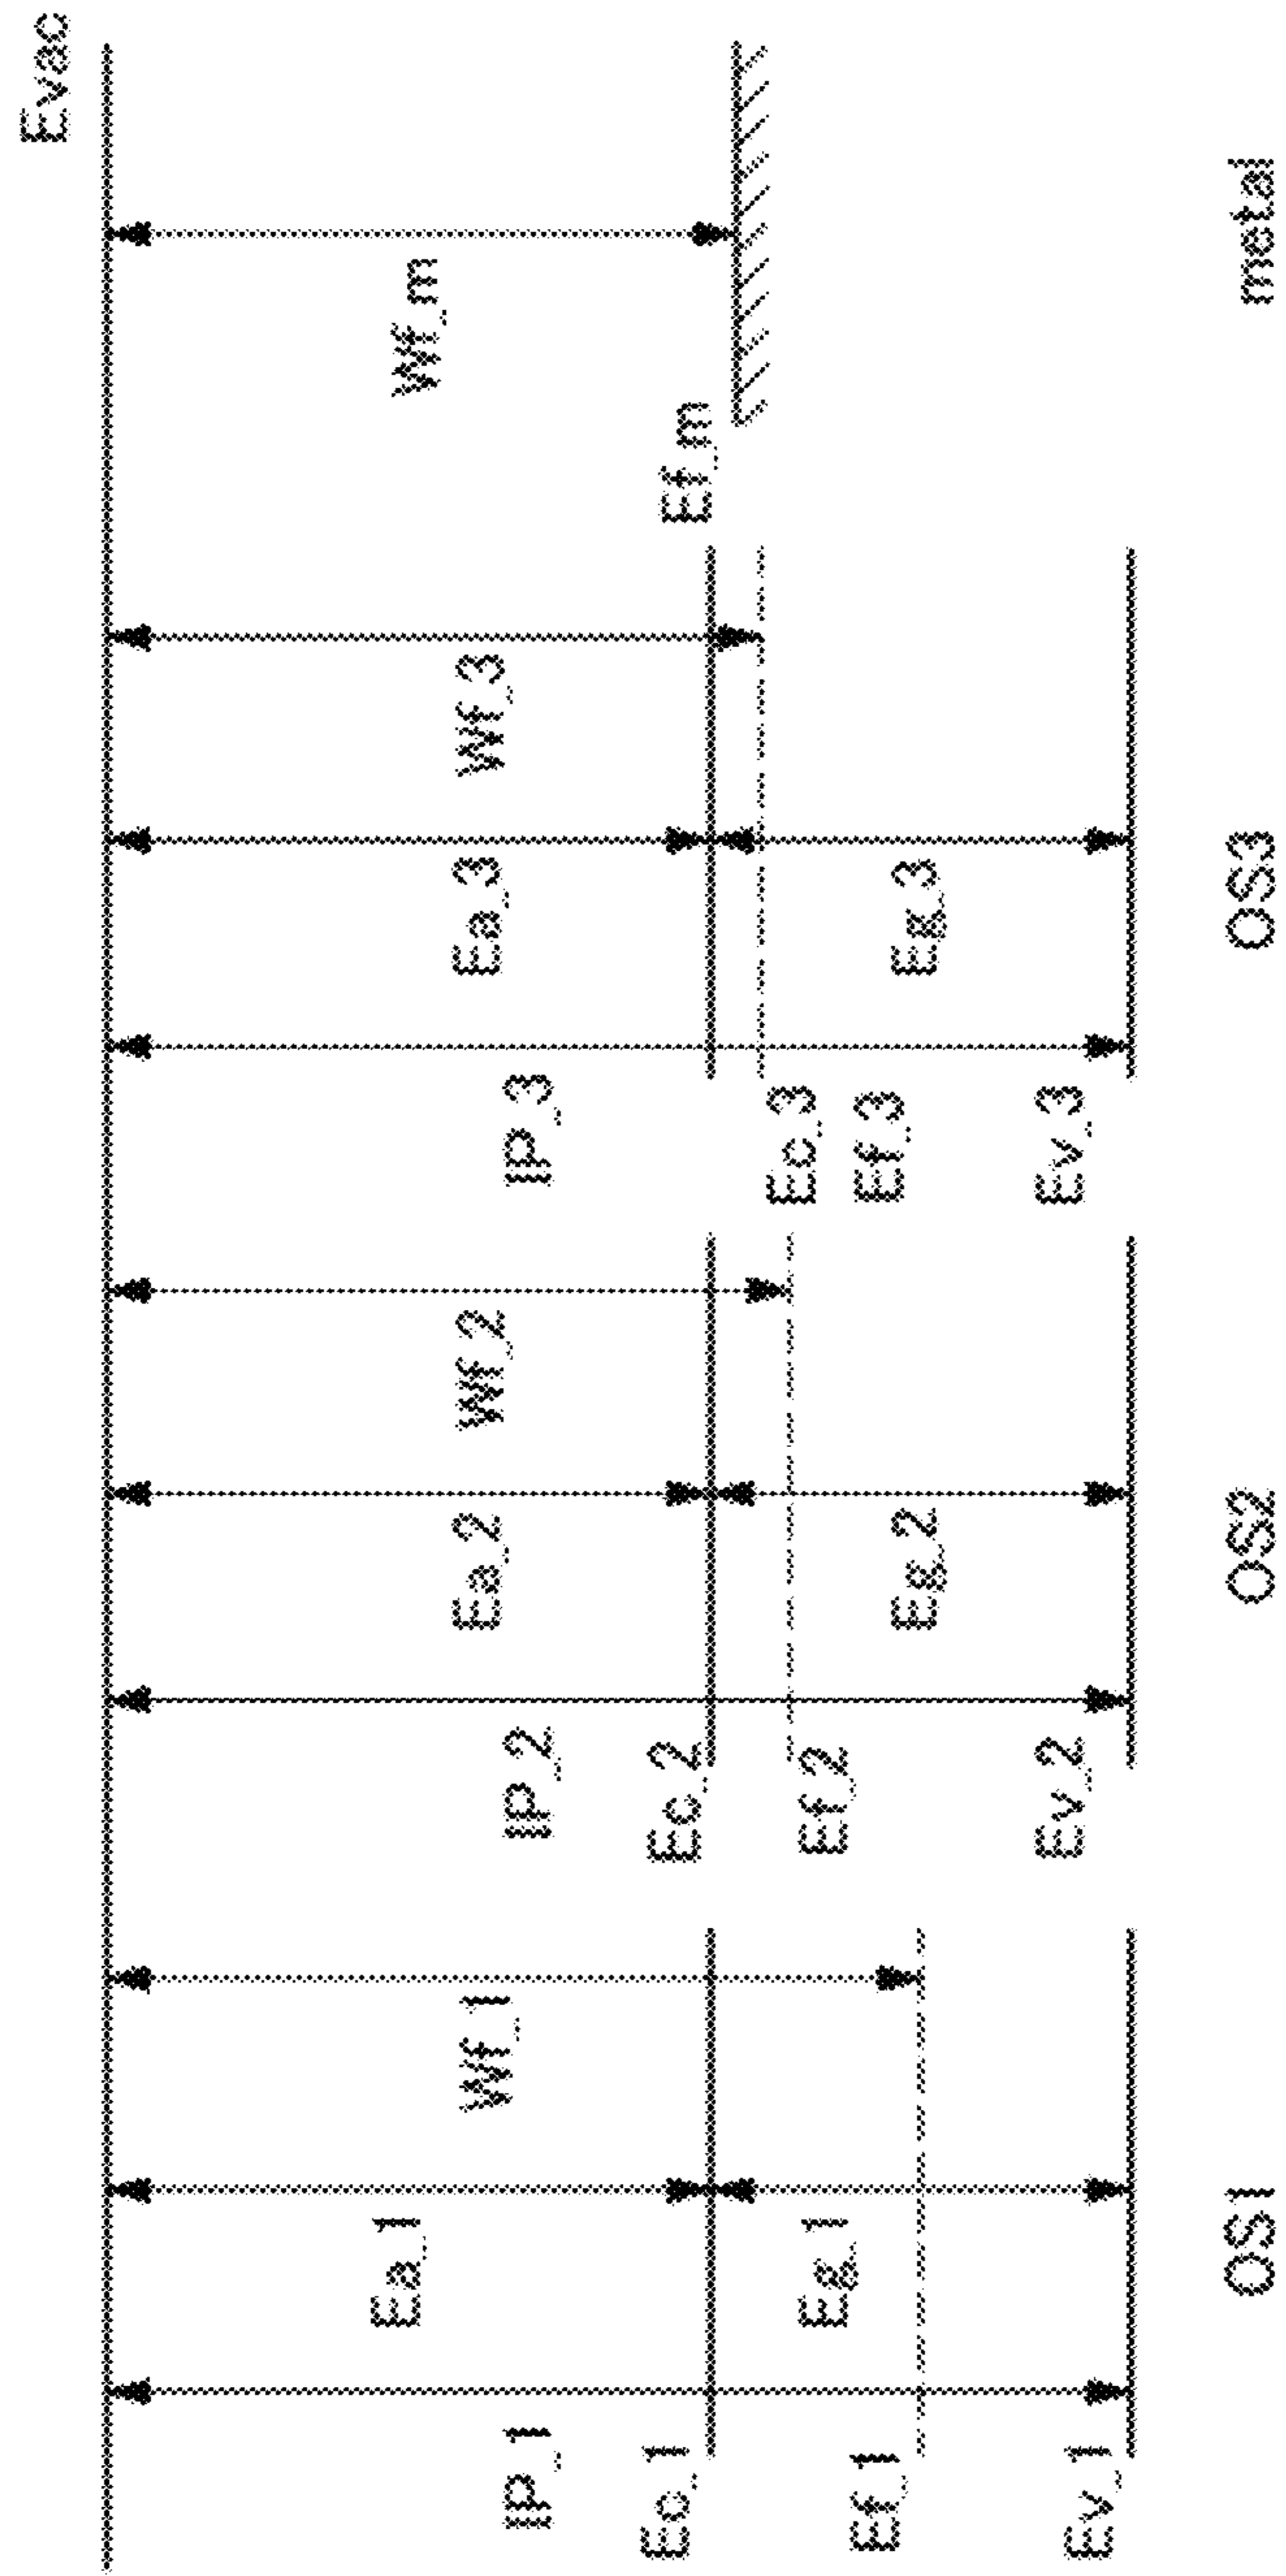 Evac
IP_1
Ea_1
Wf_1
Ec_1
Eg_1
Ef_1
Ev_1
OS1
IP_2
Ea_2
Wf_2
Ec_2
Eg_2
Ef_2
Ev_2
OS2
IP_3
Ea_3
Wf_3
Ec_3
Eg_3
Ef_3
Ev_3
OS3
Wf_m
Ef_m
metal